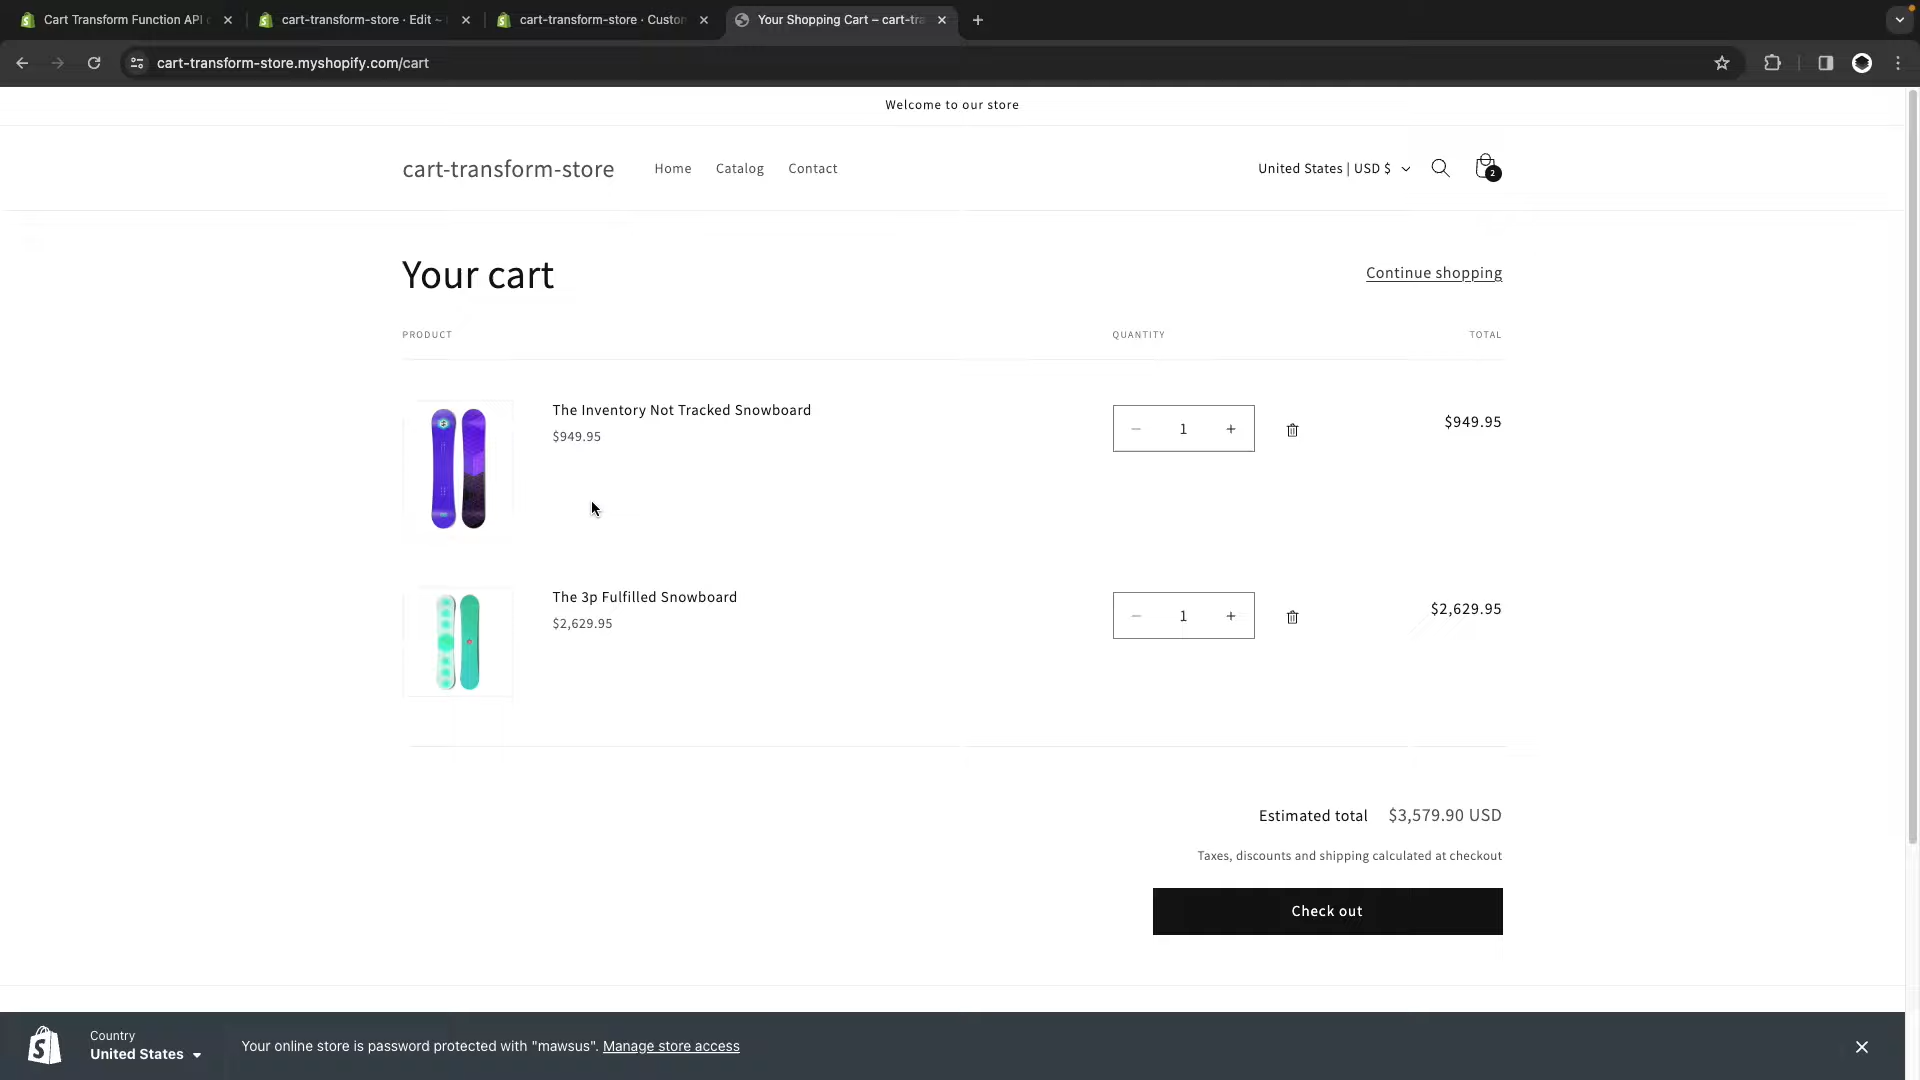 Cart Transform Function API
cart-transform-store · Edit ~
cart-transform-store · Custo
Your Shopping Cart – cart-tra
cart-transform-store.myshopify.com/cart
Welcome to our store
cart-transform-store
Home
Catalog
Contact
United States | USD $
2
Your cart
Continue shopping
PRODUCT
QUANTITY
TOTAL
The Inventory Not Tracked Snowboard
$949.95
1
$949.95
The 3p Fulfilled Snowboard
$2,629.95
1
$2,629.95
Estimated total $3,579.90 USD
Taxes, discounts and shipping calculated at checkout
Check out
Country
United States
Your online store is password protected with "mawsus". Manage store access